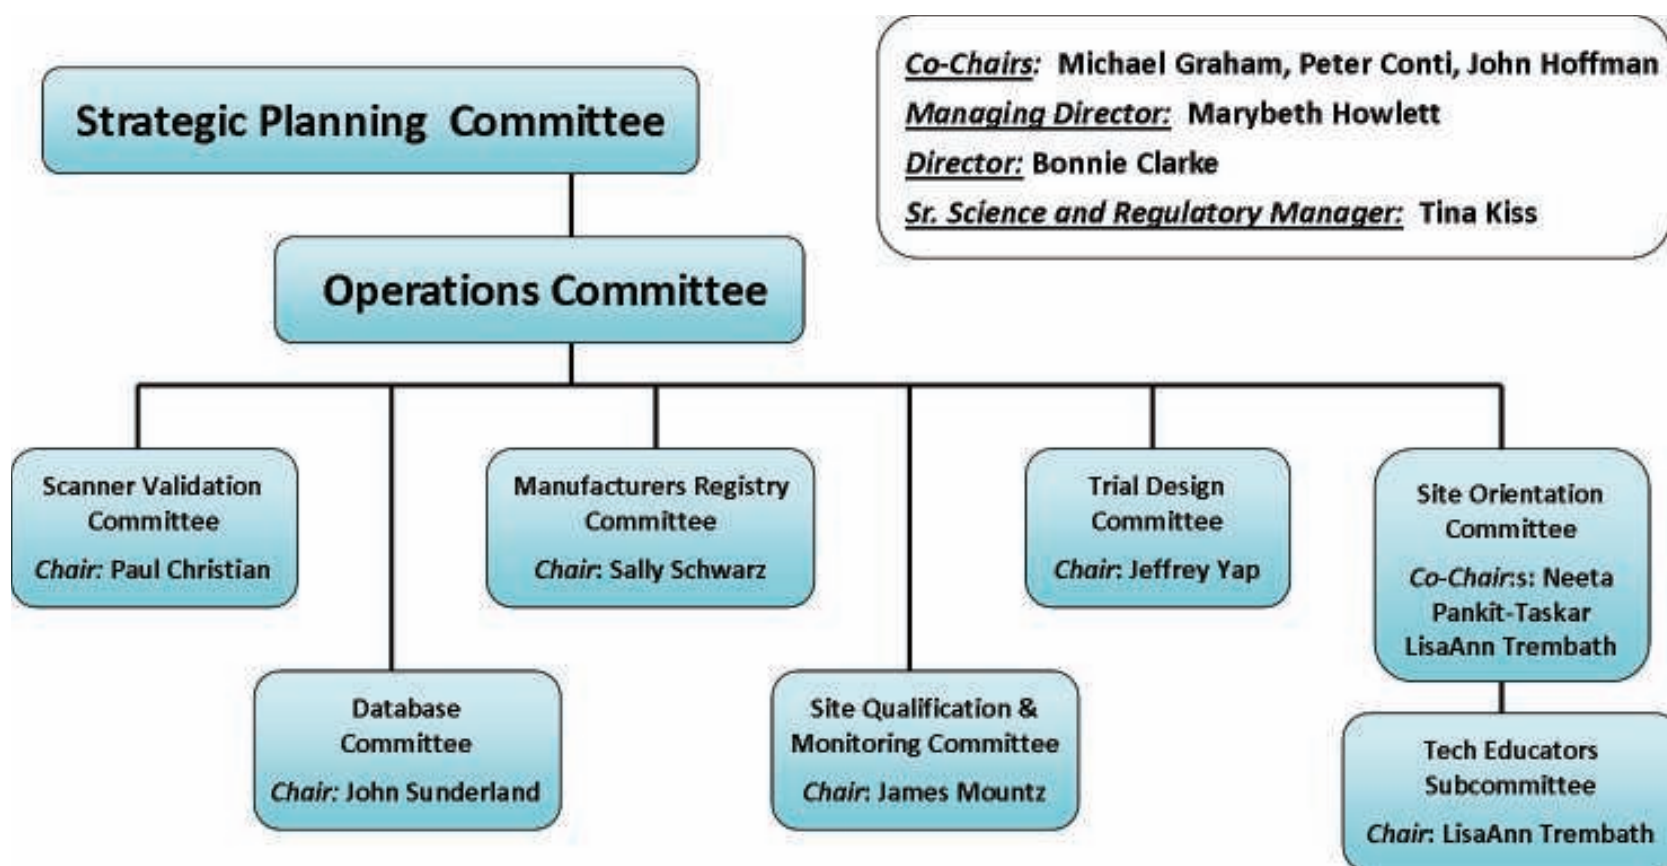 Strategic Planning Committee
Co-Chairs: Michael Graham, Peter Conti, John Hoffman
Managing Director: Marybeth Howlett
Director: Bonnie Clarke
Sr. Science and Regulatory Manager: Tina Kiss
Operations Committee
Scanner Validation
Committee
Chair: Paul Christian
Database
Committee
Chair: John Sunderland
Manufacturers Registry
Committee
Chair: Sally Schwarz
Site Qualification &
Monitoring Committee
Chair: James Mountz
Trial Design
Committee
Chair: Jeffrey Yap
Site Orientation
Committee
Co-Chair:s: Neeta
Pankit-Taskar
LisaAnn Trembath
Tech Educators
Subcommittee
Chair: LisaAnn Trembath